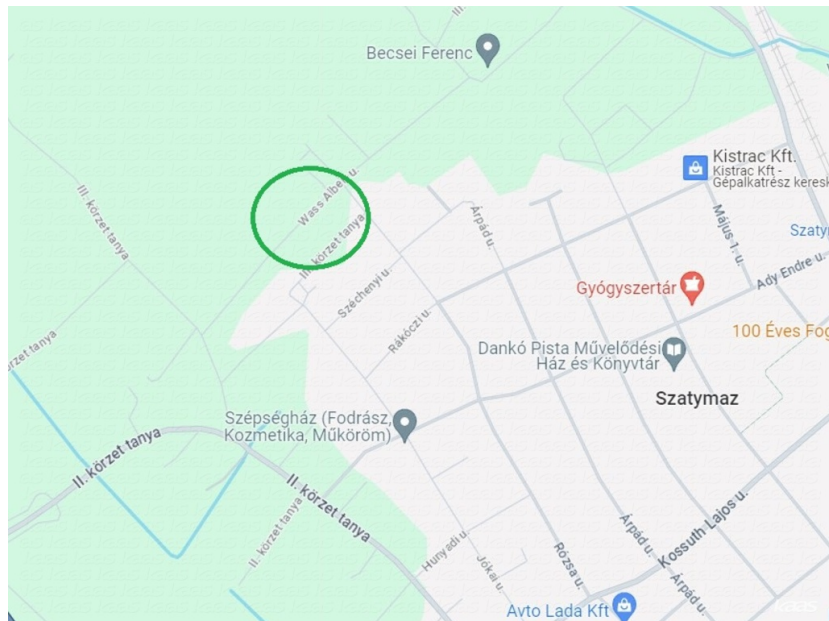 Becsei Ferenc
Kistrac Kft.
Kistrac Kft -
Gépalkatrész keresk
Wass Albert u.
III. körzet tanya
III. körzet tanya
Árpád u.
Május 1. u.
Szaty
Széchenyi u.
Ady Endre u.
Gyógyszertár
Rákóczi u.
100 Éves Fog
körzet tanya
Dankó Pista Művelődési
Ház és Könyvtár
Szatymaz
Szépségház (Fodrász,
Kozmetika, Műköröm)
II. körzet tanya
II. körzet tanya
II. körzet tanya
Kossuth Lajos u.
Hunyadi u.
Jókai u.
Rózsa u.
Árpád u.
Árpád u.
Avto Lada Kft